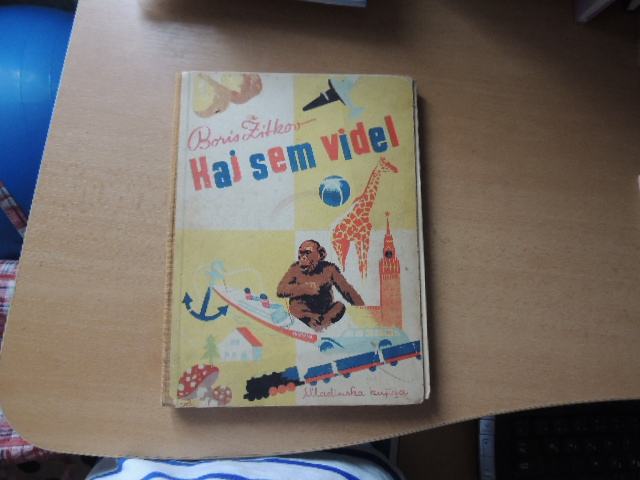 Boris Žitkov
Kaj sem videl
Mladinska knjiga